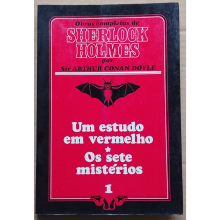 Obras completas de
SHERLOCK
HOLMES
por
Sir ARTHUR CONAN DOYLE
Um estudo
em vermelho
*
Os sete
mistérios
1